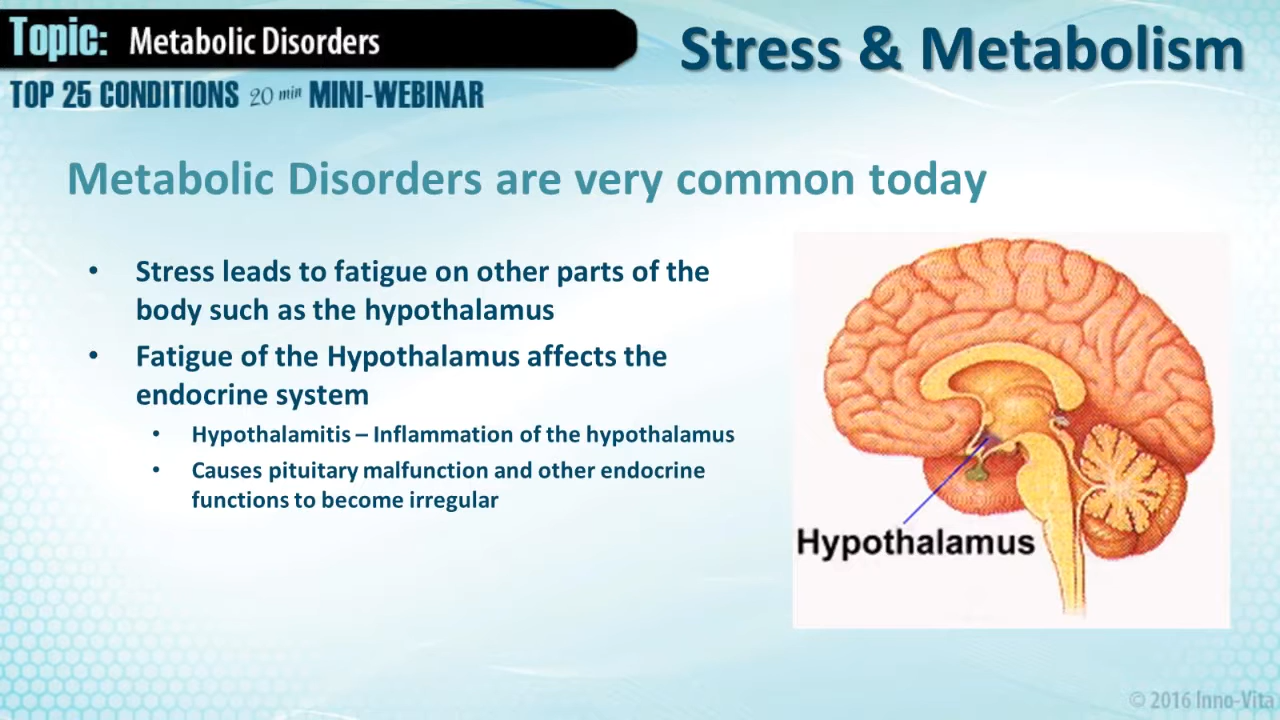 Topic: Metabolic Disorders
Stress & Metabolism
TOP 25 CONDITIONS 20 min MINI-WEBINAR
Metabolic Disorders are very common today
• Stress leads to fatigue on other parts of the
body such as the hypothalamus
• Fatigue of the Hypothalamus affects the
endocrine system
• Hypothalamitis – Inflammation of the hypothalamus
• Causes pituitary malfunction and other endocrine
functions to become irregular
Hypothalamus
© 2016 Inno-Vita